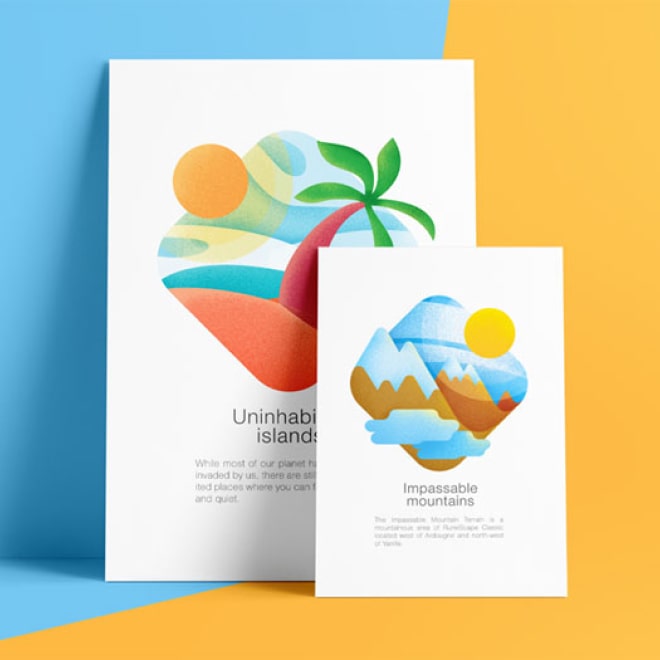 Uninhabi
islands
While most of our planet ha
invaded by us, there are still
ited places where you can f
and quiet.
Impassable
mountains
The Impassable Mountain Terrain is a
mountainous area of RuneScape Classic
located west of Ardougne and north-west
of Yanille.